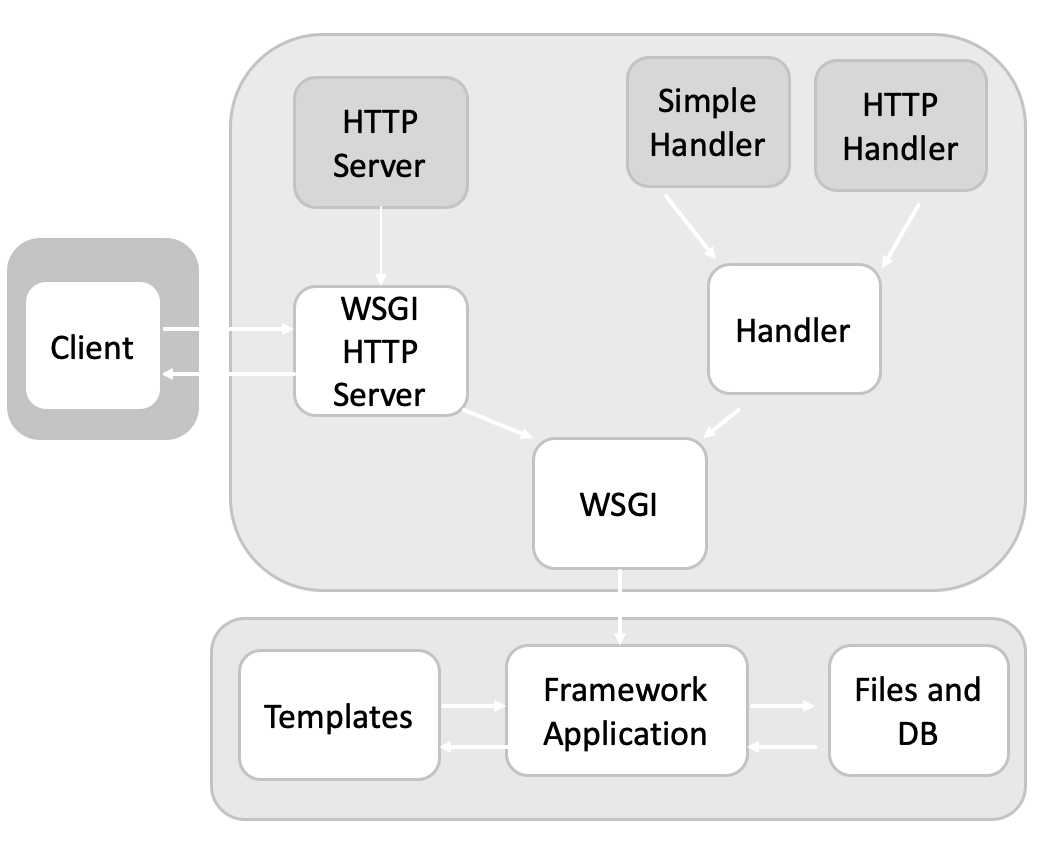 HTTP
Server
Simple
Handler
HTTP
Handler
Client
WSGI
HTTP
Server
Handler
WSGI
Templates
Framework
Application
Files and
DB